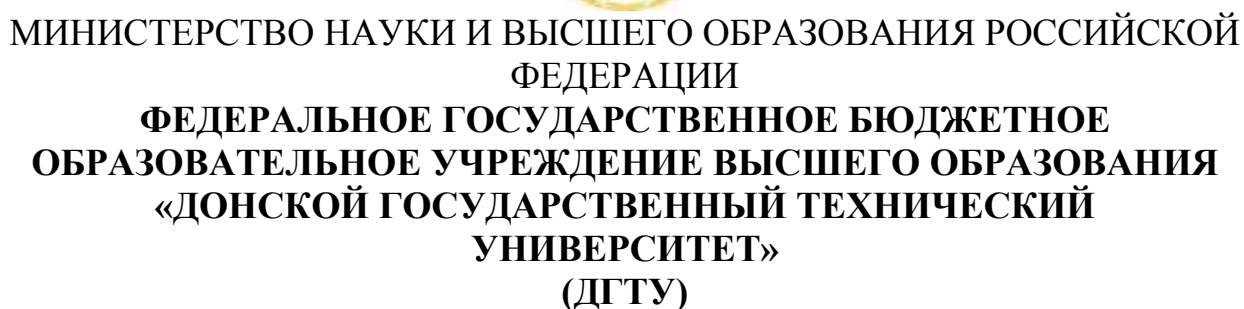 МИНИСТЕРСТВО НАУКИ И ВЫСШЕГО ОБРАЗОВАНИЯ РОССИЙСКОЙ
ФЕДЕРАЦИИ
ФЕДЕРАЛЬНОЕ ГОСУДАРСТВЕННОЕ БЮДЖЕТНОЕ
ОБРАЗОВАТЕЛЬНОЕ УЧРЕЖДЕНИЕ ВЫСШЕГО ОБРАЗОВАНИЯ
«ДОНСКОЙ ГОСУДАРСТВЕННЫЙ ТЕХНИЧЕСКИЙ
УНИВЕРСИТЕТ»
(ДГТУ)